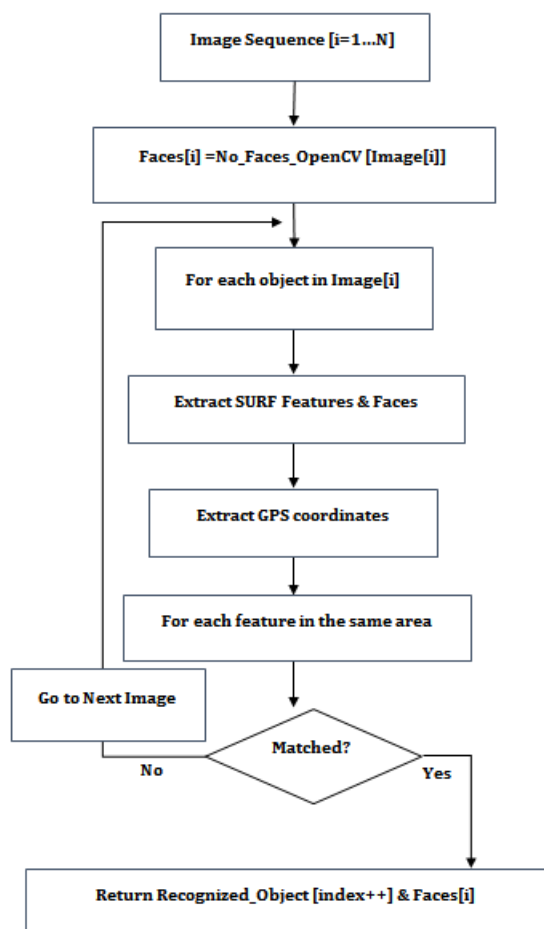 Image Sequence [i=1...N]
Faces[i] =No_Faces_OpenCV [Image[i]]
For each object in Image[i]
Extract SURF Features & Faces
Extract GPS coordinates
For each feature in the same area
Go to Next Image
Matched?
No
Yes
Return Recognized_Object [index++] & Faces[i]